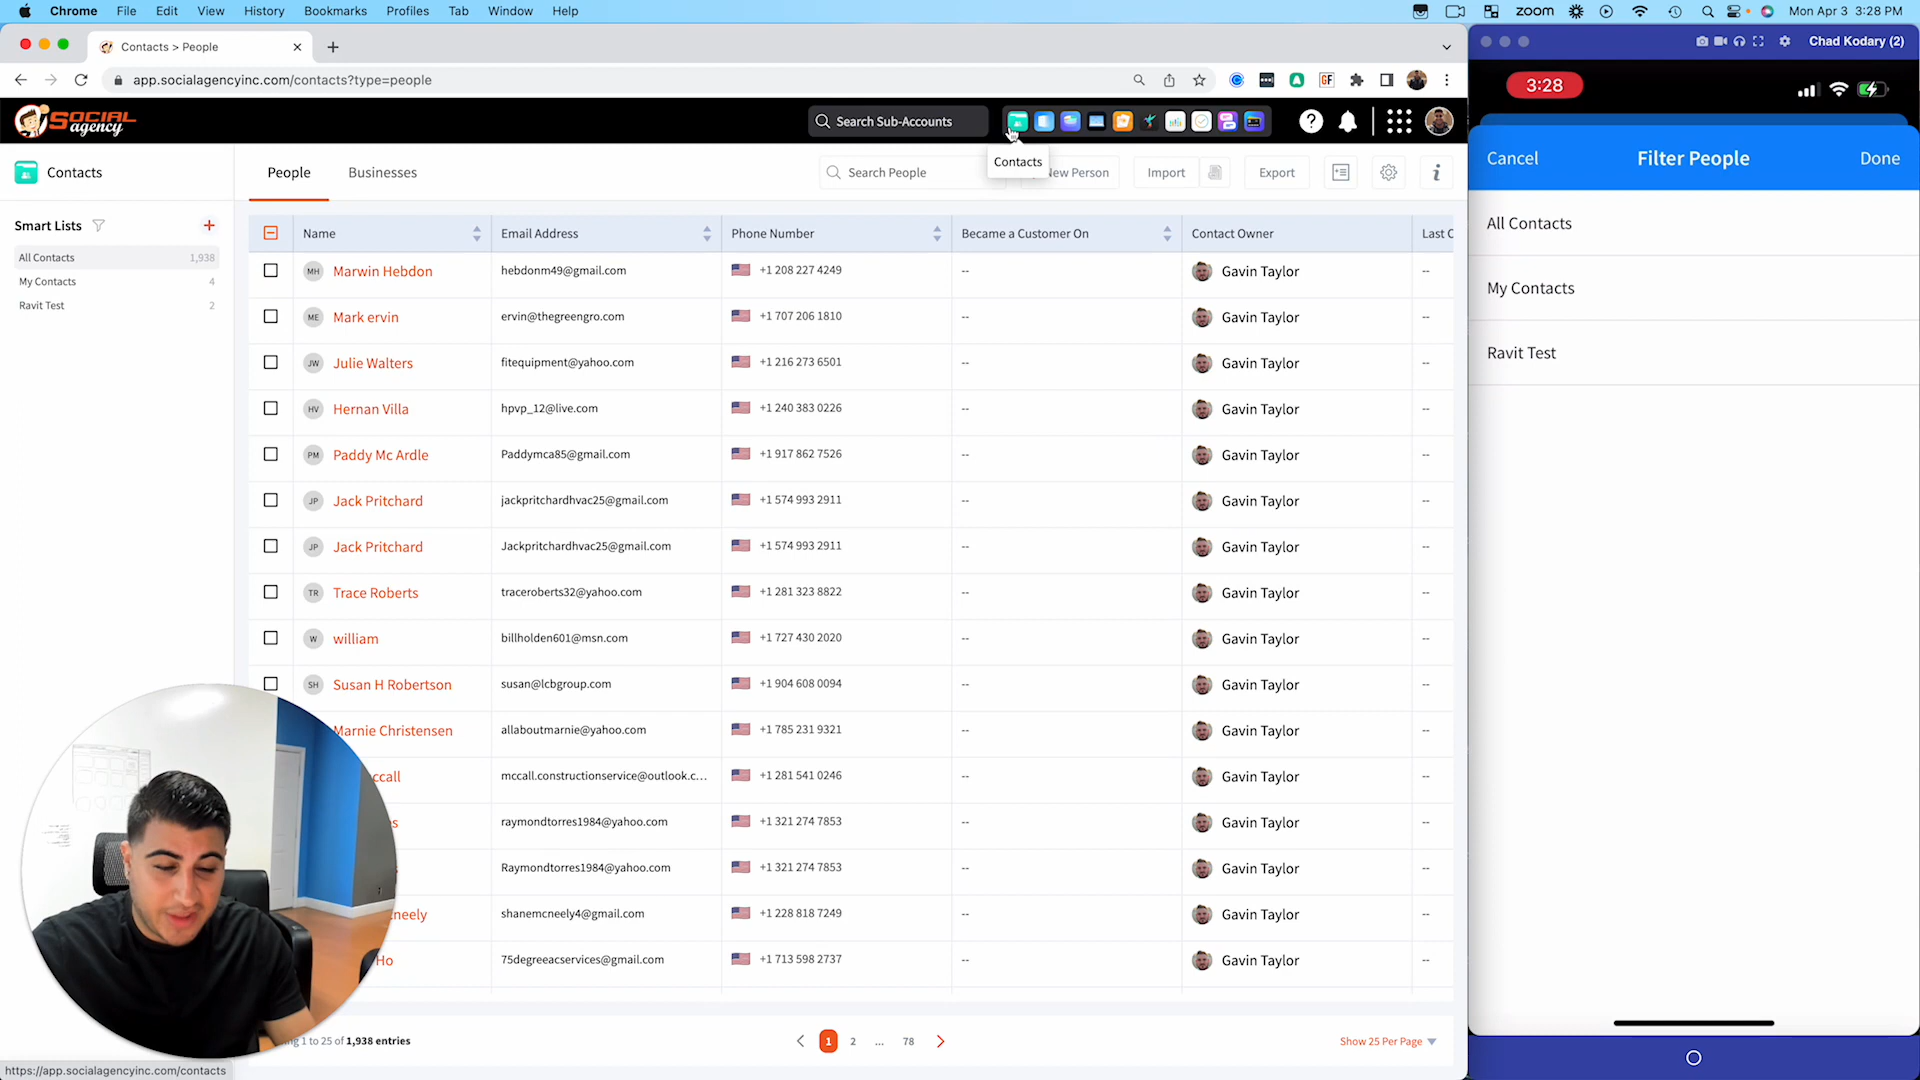 Chrome File Edit View History Bookmarks Profiles Tab Window Help
zoom Mon Apr 3 3:28 PM
Contacts > People
Chad Kodary (2)
app.socialagencyinc.com/contacts?type=people
3:28
SOCIAL agency
Search Sub-Accounts
Contacts
Cancel Filter People Done
Contacts
People Businesses
Search People New Person Import Export
Smart Lists
All Contacts 1,938
My Contacts 4
Ravit Test 2
All Contacts
My Contacts
Ravit Test
Name Email Address Phone Number Became a Customer On Contact Owner Last C
MH Marwin Hebdon hebdonm49@gmail.com +1 208 227 4249 -- Gavin Taylor --
ME Mark ervin ervin@thegreengro.com +1 707 206 1810 -- Gavin Taylor --
JW Julie Walters fitequipment@yahoo.com +1 216 273 6501 -- Gavin Taylor --
HV Hernan Villa hpvp_12@live.com +1 240 383 0226 -- Gavin Taylor --
PM Paddy Mc Ardle Paddymca85@gmail.com +1 917 862 7526 -- Gavin Taylor --
JP Jack Pritchard jackpritchardhvac25@gmail.com +1 574 993 2911 -- Gavin Taylor --
JP Jack Pritchard Jackpritchardhvac25@gmail.com +1 574 993 2911 -- Gavin Taylor --
TR Trace Roberts traceroberts32@yahoo.com +1 281 323 8822 -- Gavin Taylor --
W william billholden601@msn.com +1 727 430 2020 -- Gavin Taylor --
SH Susan H Robertson susan@lcbgroup.com +1 904 608 0094 -- Gavin Taylor --
Marnie Christensen allaboutmarnie@yahoo.com +1 785 231 9321 -- Gavin Taylor --
ccall mccall.constructionservice@outlook.c... +1 281 541 0246 -- Gavin Taylor --
s raymondtorres1984@yahoo.com +1 321 274 7853 -- Gavin Taylor --
Raymondtorres1984@yahoo.com +1 321 274 7853 -- Gavin Taylor --
neely shanemcneely4@gmail.com +1 228 818 7249 -- Gavin Taylor --
Ho 75degreeacservices@gmail.com +1 713 598 2737 -- Gavin Taylor --
1 to 25 of 1,938 entries
1 2 ... 78
Show 25 Per Page
https://app.socialagencyinc.com/contacts